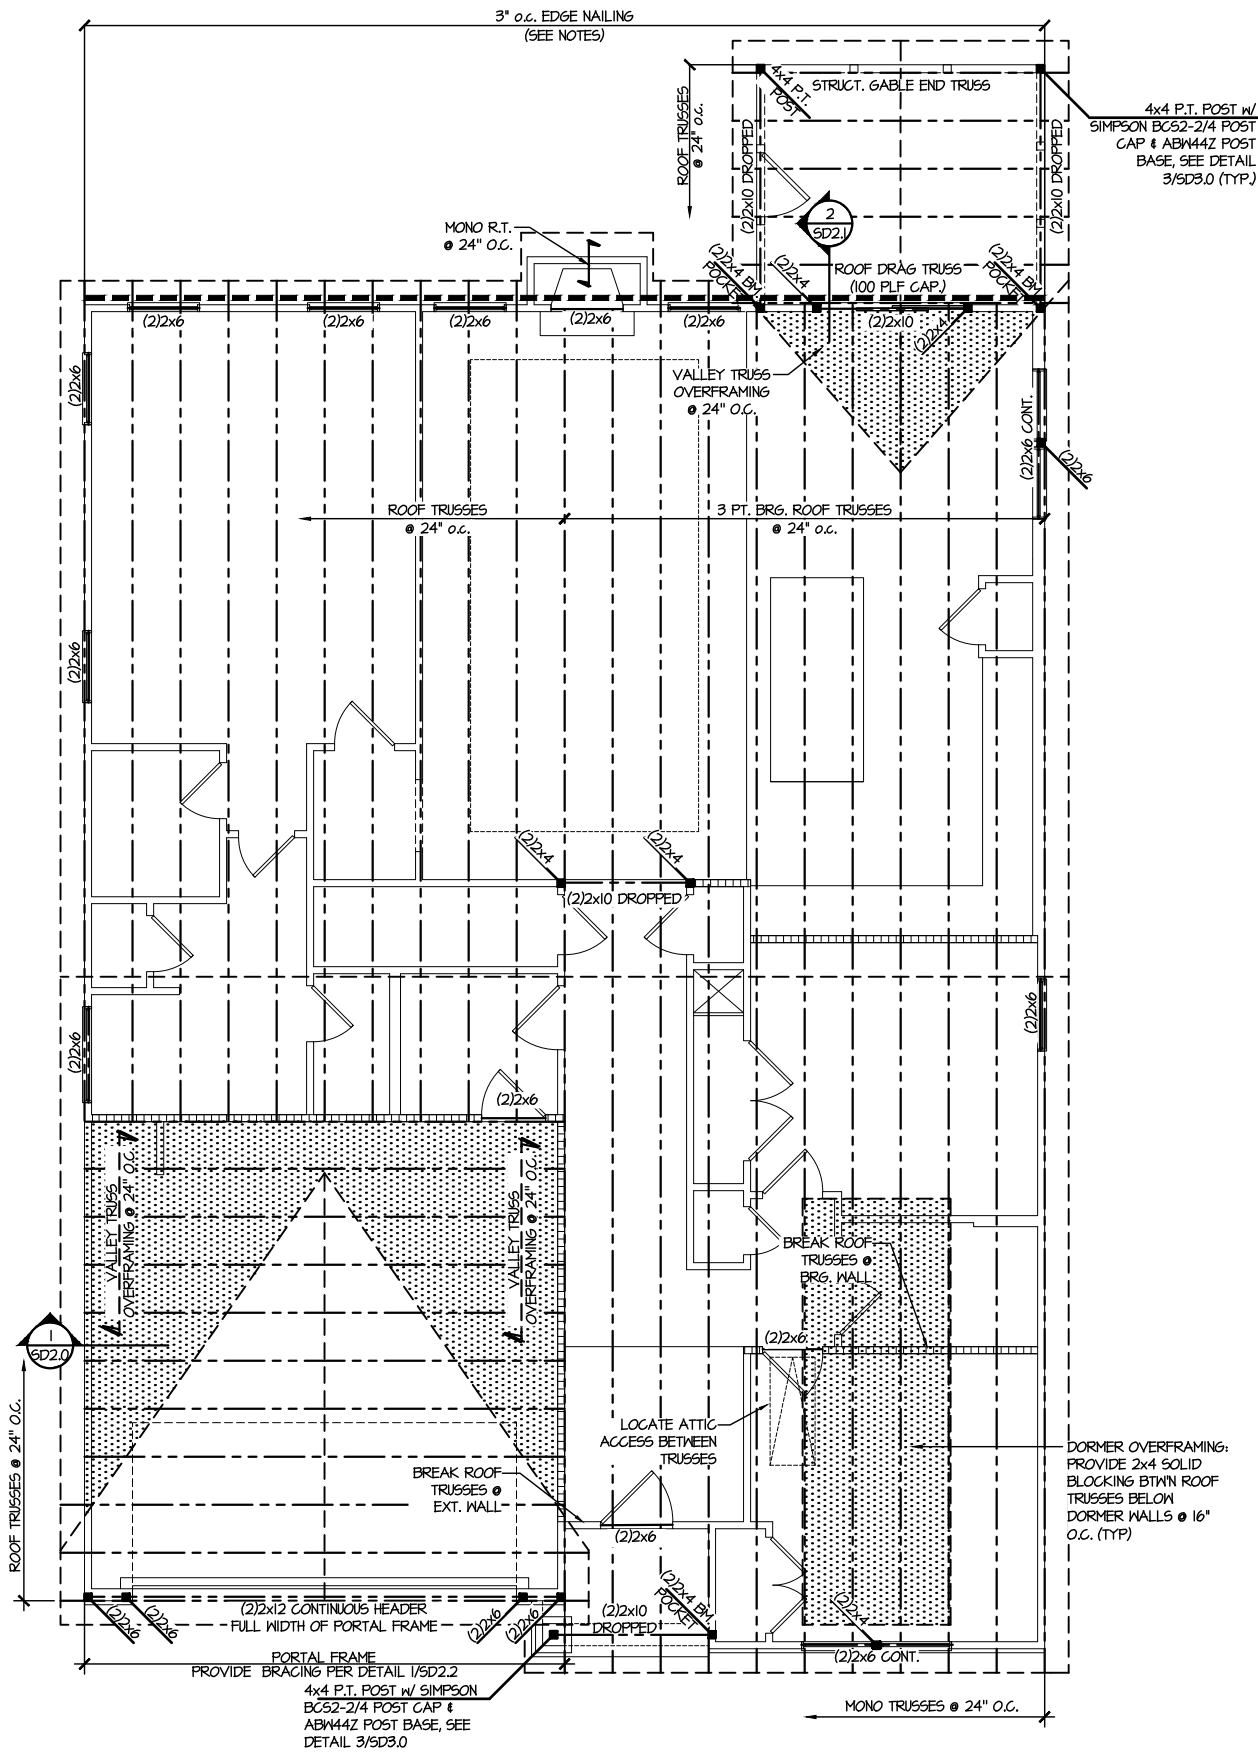 3" o.c. EDGE NAILING
(SEE NOTES)
4x4 P.T.
POST
STRUCT. GABLE END TRUSS
ROOF TRUSSES
@ 24" o.c.
(2)2x10 DROPPED
(2)2x10 DROPPED
4x4 P.T. POST w/
SIMPSON BCS2-2/4 POST
CAP & ABW44Z POST
BASE, SEE DETAIL
3/SD3.0 (TYP.)
2
SD2.1
MONO R.T.
@ 24" O.C.
(2)2x4 BM.
POCKET
(2)2x4
ROOF DRAG TRUSS
(100 PLF CAP.)
(2)2x4 BM.
POCKET
(2)2x6
(2)2x6
(2)2x6
(2)2x6
(2)2x6
(2)2x10
(2)2x4
(2)2x6
VALLEY TRUSS
OVERFRAMING
@ 24" O.C.
(2)2x6 CONT.
(2)2x6
ROOF TRUSSES
@ 24" o.c.
3 PT. BRG. ROOF TRUSSES
@ 24" o.c.
(2)2x6
(2)2x4
(2)2x4
(2)2x10 DROPPED
(2)2x6
(2)2x6
(2)2x6
VALLEY TRUSS
OVERFRAMING @ 24" O.C.
VALLEY TRUSS
OVERFRAMING @ 24" O.C.
BREAK ROOF
TRUSSES @
BRG. WALL
1
SD2.0
(2)2x6
ROOF TRUSSES @ 24" O.C.
LOCATE ATTIC
ACCESS BETWEEN
TRUSSES
DORMER OVERFRAMING:
PROVIDE 2x4 SOLID
BLOCKING BTW'N ROOF
TRUSSES BELOW
DORMER WALLS @ 16"
O.C. (TYP)
BREAK ROOF
TRUSSES @
EXT. WALL
(2)2x6
(2)2x6
(2)2x6
(2)2x12 CONTINUOUS HEADER
FULL WIDTH OF PORTAL FRAME
(2)2x6
(2)2x6
(2)2x10
DROPPED
(2)2x4 BM.
POCKET
(2)2x4
(2)2x6 CONT.
PORTAL FRAME
PROVIDE BRACING PER DETAIL 1/SD2.2
4x4 P.T. POST w/ SIMPSON
BCS2-2/4 POST CAP &
ABW44Z POST BASE, SEE
DETAIL 3/SD3.0
MONO TRUSSES @ 24" O.C.